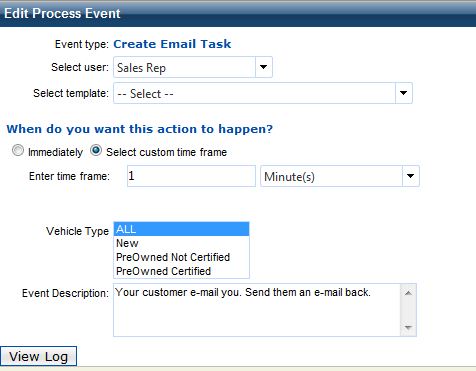 Edit Process Event
Event type: Create Email Task
Select user: Sales Rep
Select template: -- Select --
When do you want this action to happen?
Immediately Select custom time frame
Enter time frame: 1 Minute(s)
Vehicle Type ALL
New
PreOwned Not Certified
PreOwned Certified
Event Description: Your customer e-mail you. Send them an e-mail back.
View Log